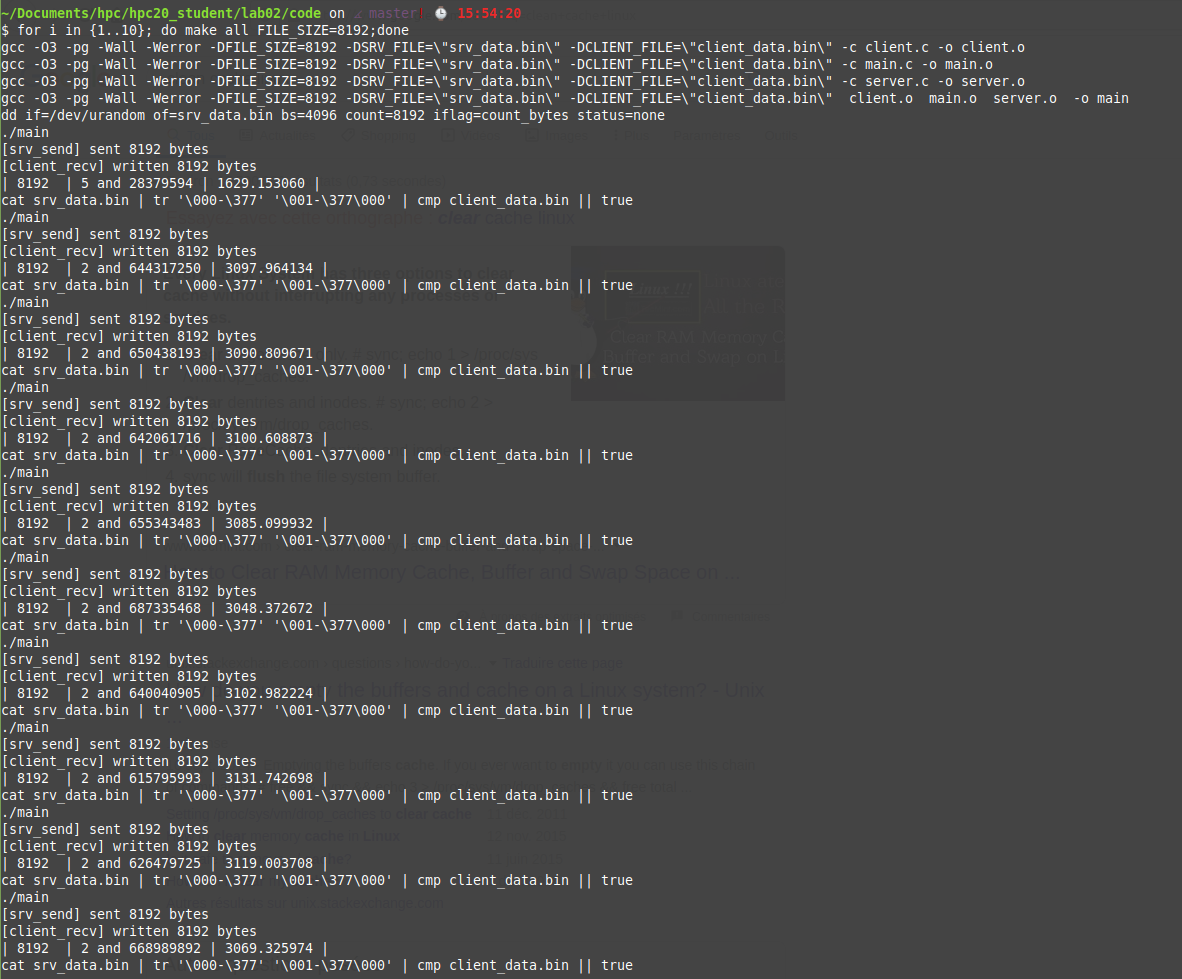 ~/Documents/hpc/hpc20_student/lab02/code on master! 15:54:20
$ for i in {1..10}; do make all FILE_SIZE=8192;done
gcc -O3 -pg -Wall -Werror -DFILE_SIZE=8192 -DSRV_FILE=\"srv_data.bin\" -DCLIENT_FILE=\"client_data.bin\" -c client.c -o client.o
gcc -O3 -pg -Wall -Werror -DFILE_SIZE=8192 -DSRV_FILE=\"srv_data.bin\" -DCLIENT_FILE=\"client_data.bin\" -c main.c -o main.o
gcc -O3 -pg -Wall -Werror -DFILE_SIZE=8192 -DSRV_FILE=\"srv_data.bin\" -DCLIENT_FILE=\"client_data.bin\" -c server.c -o server.o
gcc -O3 -pg -Wall -Werror -DFILE_SIZE=8192 -DSRV_FILE=\"srv_data.bin\" -DCLIENT_FILE=\"client_data.bin\"  client.o  main.o  server.o  -o main
dd if=/dev/urandom of=srv_data.bin bs=4096 count=8192 iflag=count_bytes status=none
./main
[srv_send] sent 8192 bytes
[client_recv] written 8192 bytes
| 8192  | 5 and 28379594 | 1629.153060 |
cat srv_data.bin | tr '\000-\377' '\001-\377\000' | cmp client_data.bin || true
./main
[srv_send] sent 8192 bytes
[client_recv] written 8192 bytes
| 8192  | 2 and 644317250 | 3097.964134 |
cat srv_data.bin | tr '\000-\377' '\001-\377\000' | cmp client_data.bin || true
./main
[srv_send] sent 8192 bytes
[client_recv] written 8192 bytes
| 8192  | 2 and 650438193 | 3090.809671 |
cat srv_data.bin | tr '\000-\377' '\001-\377\000' | cmp client_data.bin || true
./main
[srv_send] sent 8192 bytes
[client_recv] written 8192 bytes
| 8192  | 2 and 642061716 | 3100.608873 |
cat srv_data.bin | tr '\000-\377' '\001-\377\000' | cmp client_data.bin || true
./main
[srv_send] sent 8192 bytes
[client_recv] written 8192 bytes
| 8192  | 2 and 655343483 | 3085.099932 |
cat srv_data.bin | tr '\000-\377' '\001-\377\000' | cmp client_data.bin || true
./main
[srv_send] sent 8192 bytes
[client_recv] written 8192 bytes
| 8192  | 2 and 687335468 | 3048.372672 |
cat srv_data.bin | tr '\000-\377' '\001-\377\000' | cmp client_data.bin || true
./main
[srv_send] sent 8192 bytes
[client_recv] written 8192 bytes
| 8192  | 2 and 640040905 | 3102.982224 |
cat srv_data.bin | tr '\000-\377' '\001-\377\000' | cmp client_data.bin || true
./main
[srv_send] sent 8192 bytes
[client_recv] written 8192 bytes
| 8192  | 2 and 615795993 | 3131.742698 |
cat srv_data.bin | tr '\000-\377' '\001-\377\000' | cmp client_data.bin || true
./main
[srv_send] sent 8192 bytes
[client_recv] written 8192 bytes
| 8192  | 2 and 626479725 | 3119.003708 |
cat srv_data.bin | tr '\000-\377' '\001-\377\000' | cmp client_data.bin || true
./main
[srv_send] sent 8192 bytes
[client_recv] written 8192 bytes
| 8192  | 2 and 668989892 | 3069.325974 |
cat srv_data.bin | tr '\000-\377' '\001-\377\000' | cmp client_data.bin || true